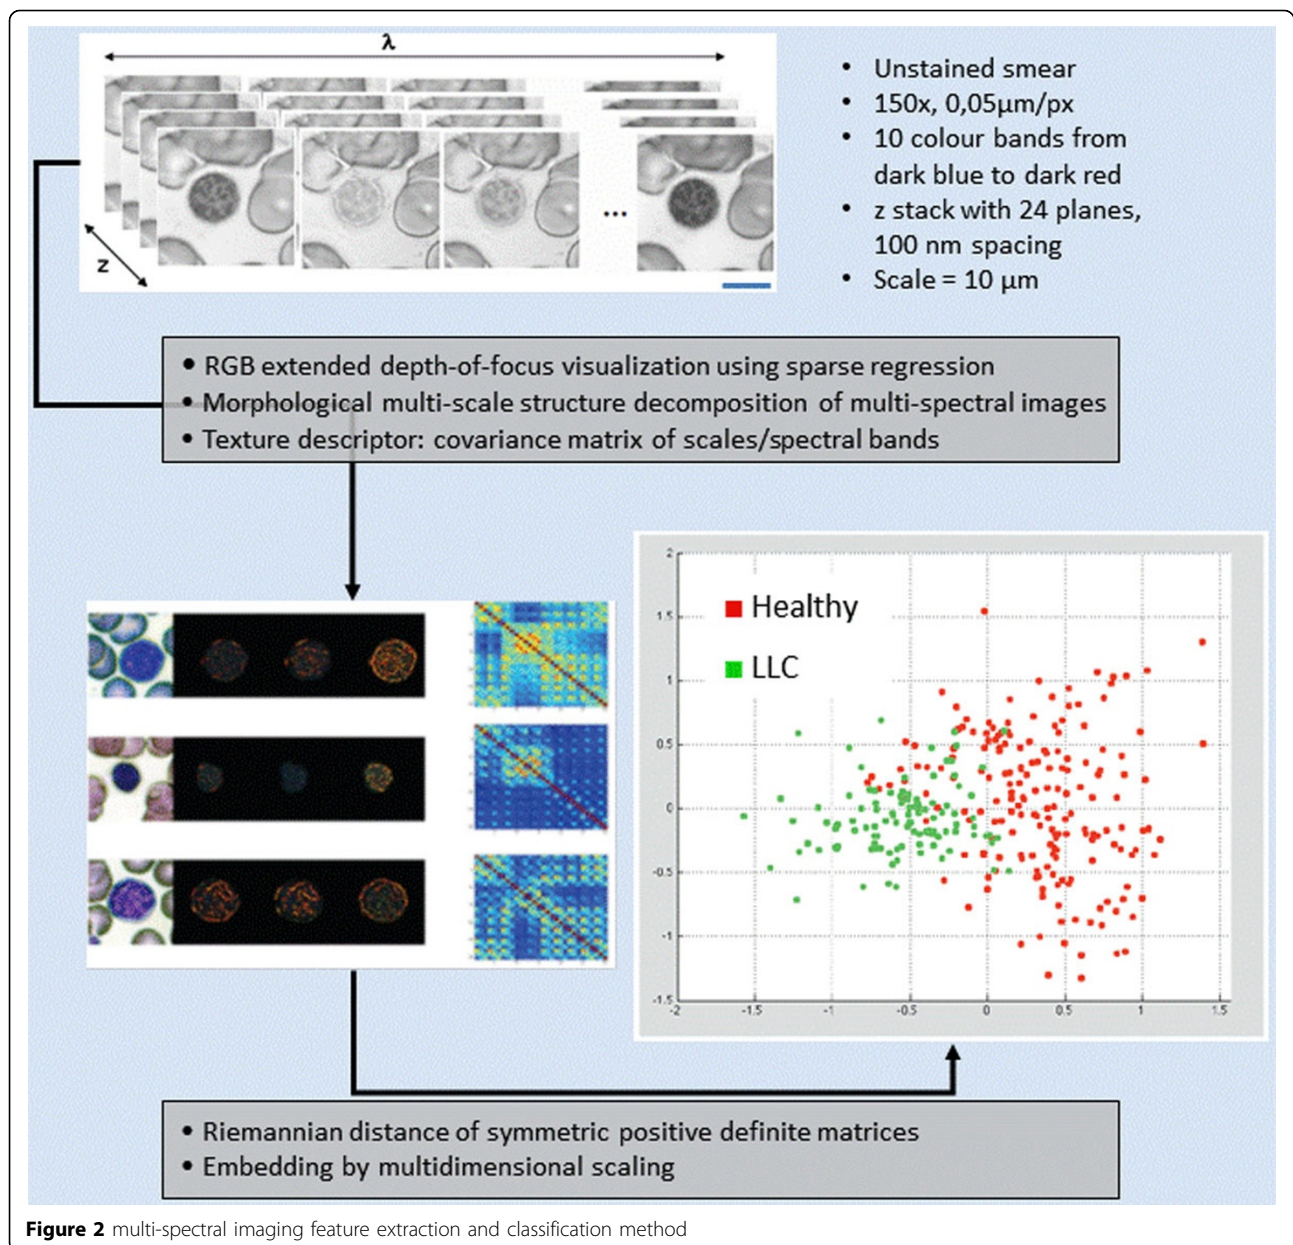 λ
z
...
• Unstained smear
• 150x, 0,05µm/px
• 10 colour bands from
dark blue to dark red
• z stack with 24 planes,
100 nm spacing
• Scale = 10 µm
• RGB extended depth-of-focus visualization using sparse regression
• Morphological multi-scale structure decomposition of multi-spectral images
• Texture descriptor: covariance matrix of scales/spectral bands
Healthy
LLC
2
1.5
1
0.5
0
-0.5
-1
-1.5
-2 -1.5 -1 -0.5 0 0.5 1 1.5
• Riemannian distance of symmetric positive definite matrices
• Embedding by multidimensional scaling
Figure 2 multi-spectral imaging feature extraction and classification method